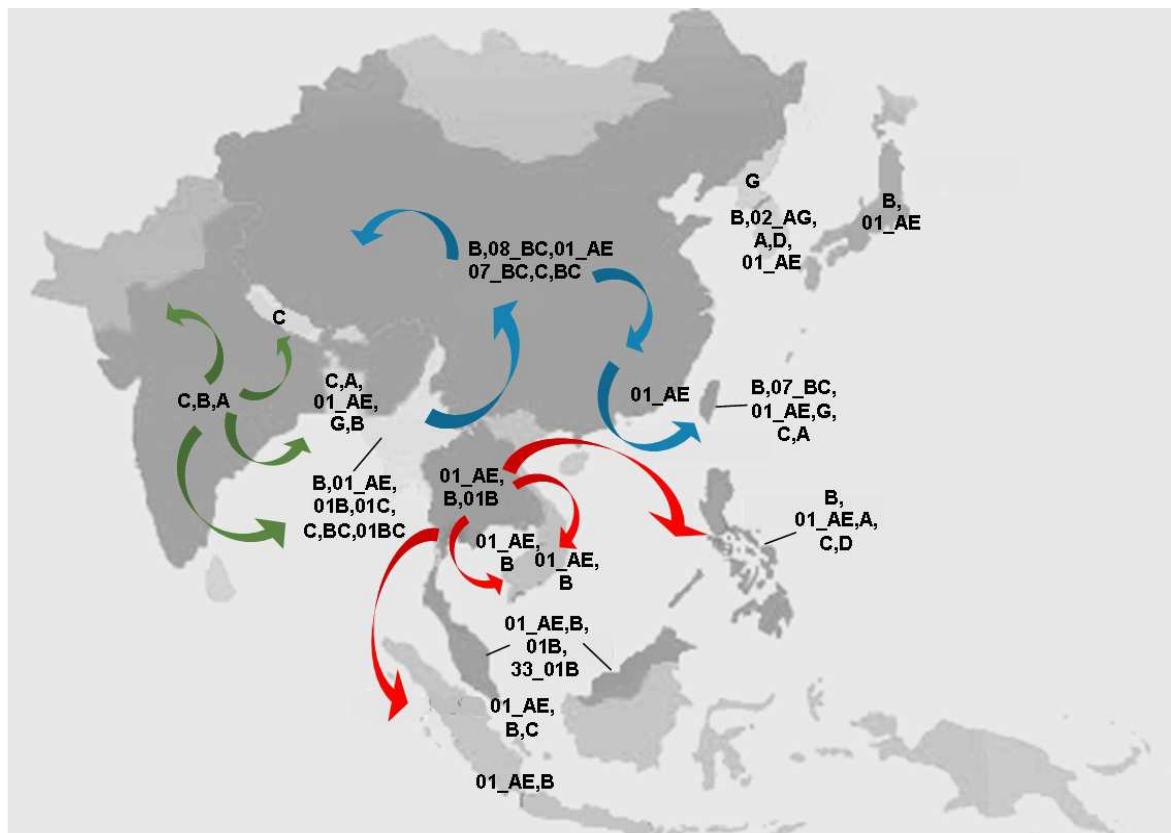 G
B,
01_AE
B,02_AG,
A,D,
01_AE
B,08_BC,01_AE
07_BC,C,BC
C
C,B,A
C,A,
01_AE,
G,B
01_AE
B,07_BC,
01_AE,G,
C,A
B,01_AE,
01B,01C,
C,BC,01BC
01_AE,
B,01B
B,
01_AE,A,
C,D
01_AE,
B
01_AE,
B
01_AE,B,
01B,
33_01B
01_AE,
B,C
01_AE,B